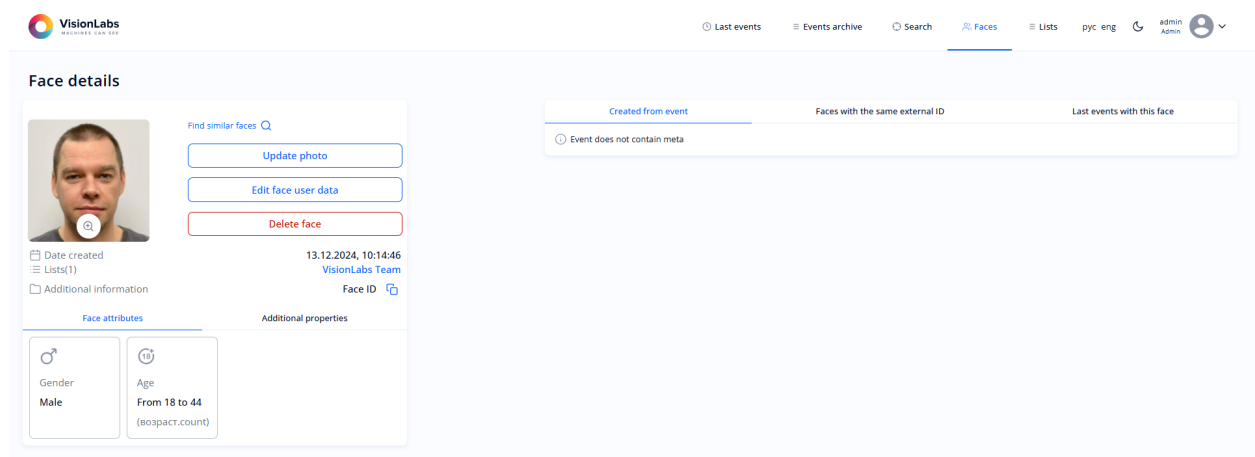 VisionLabs
MACHINES CAN SEE
Last events
Events archive
Search
Faces
Lists
рус eng
admin
Admin
Face details
Find similar faces
Update photo
Edit face user data
Delete face
Date created 13.12.2024, 10:14:46
Lists(1) VisionLabs Team
Additional information Face ID
Face attributes Additional properties
Gender
Male
18
Age
From 18 to 44
(возраст.count)
Created from event Faces with the same external ID Last events with this face
Event does not contain meta